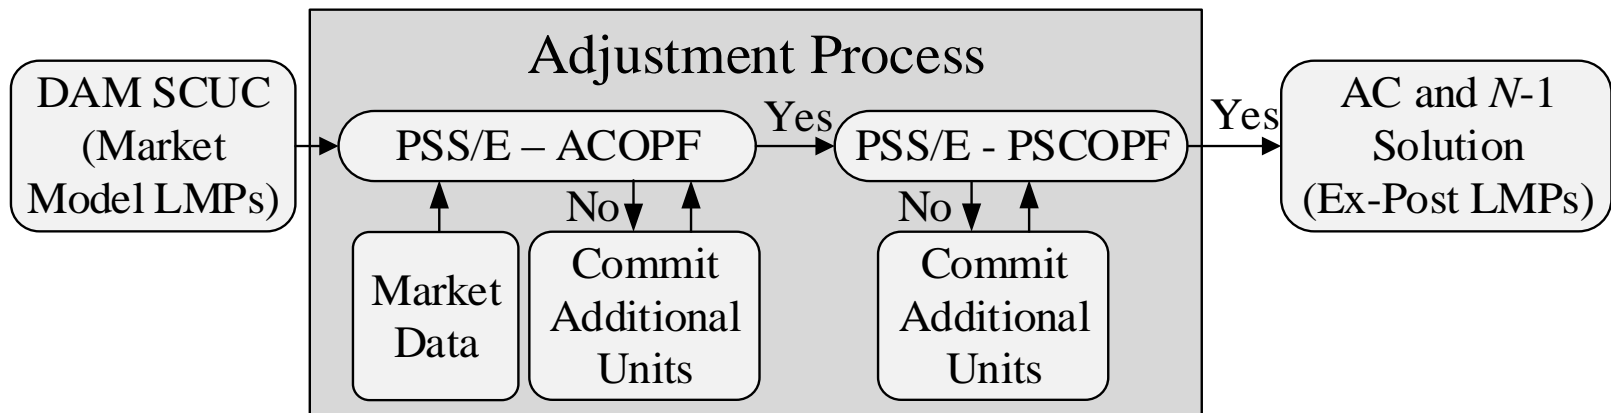 Adjustment Process
DAM SCUC
(Market
Model LMPs)
PSS/E – ACOPF
Yes
PSS/E - PSCOPF
Yes
AC and N-1
Solution
(Ex-Post LMPs)
No
No
Market
Data
Commit
Additional
Units
Commit
Additional
Units